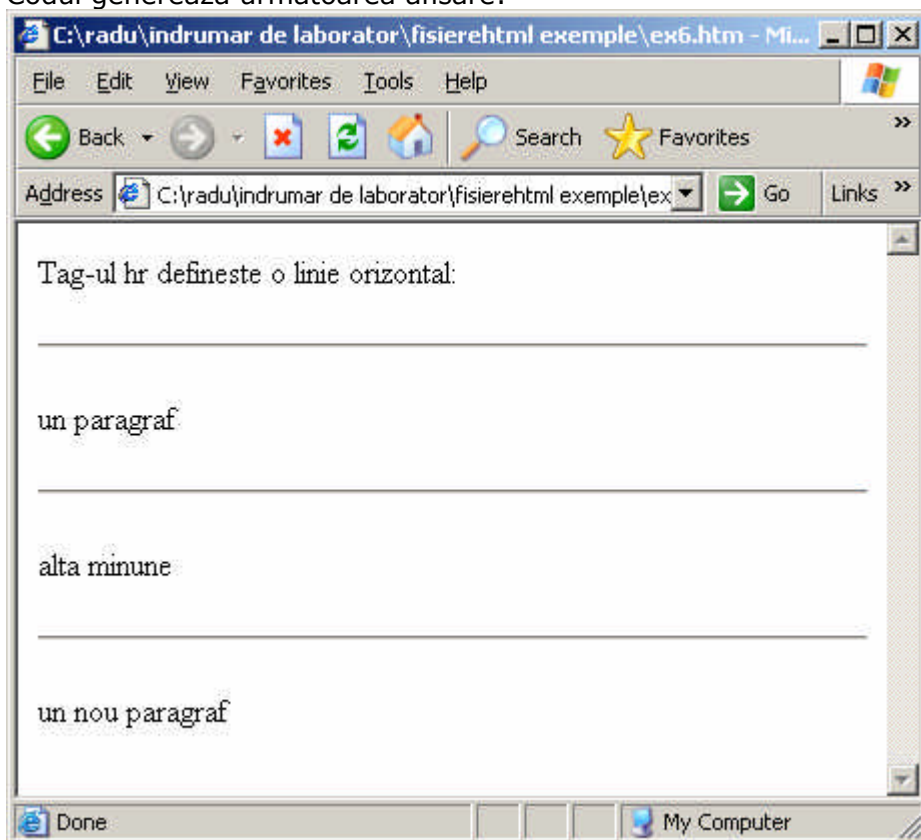 Codul genereaza urmatoarea afisare:
C:\radu\indrumar de laborator\fisierehtml exemple\ex6.htm - Mi...
File Edit View Favorites Tools Help
Back Search Favorites »
Address C:\radu\indrumar de laborator\fisierehtml exemple\ex Go Links »
Tag-ul hr defineste o linie orizontal:
un paragraf
alta minune
un nou paragraf
Done My Computer